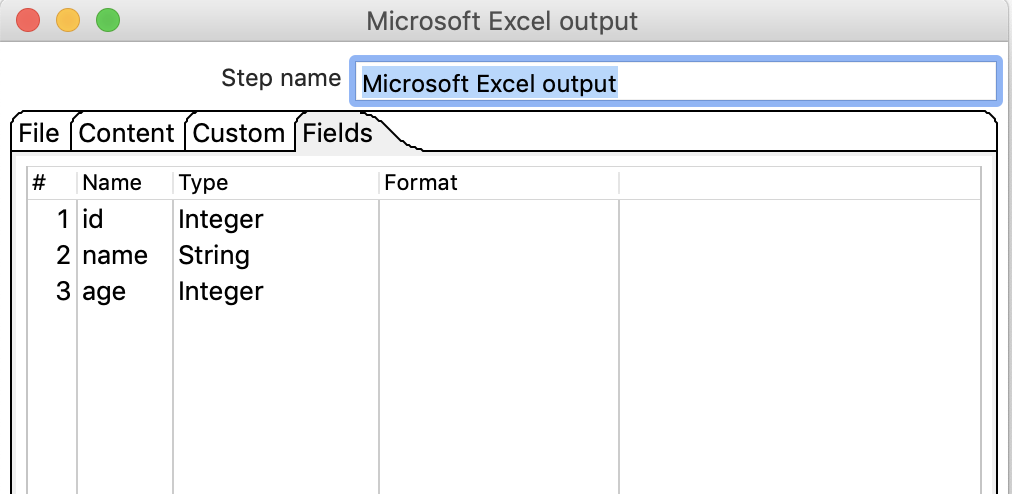 Microsoft Excel output
Step name Microsoft Excel output
File Content Custom Fields
# Name Type Format
1 id Integer
2 name String
3 age Integer